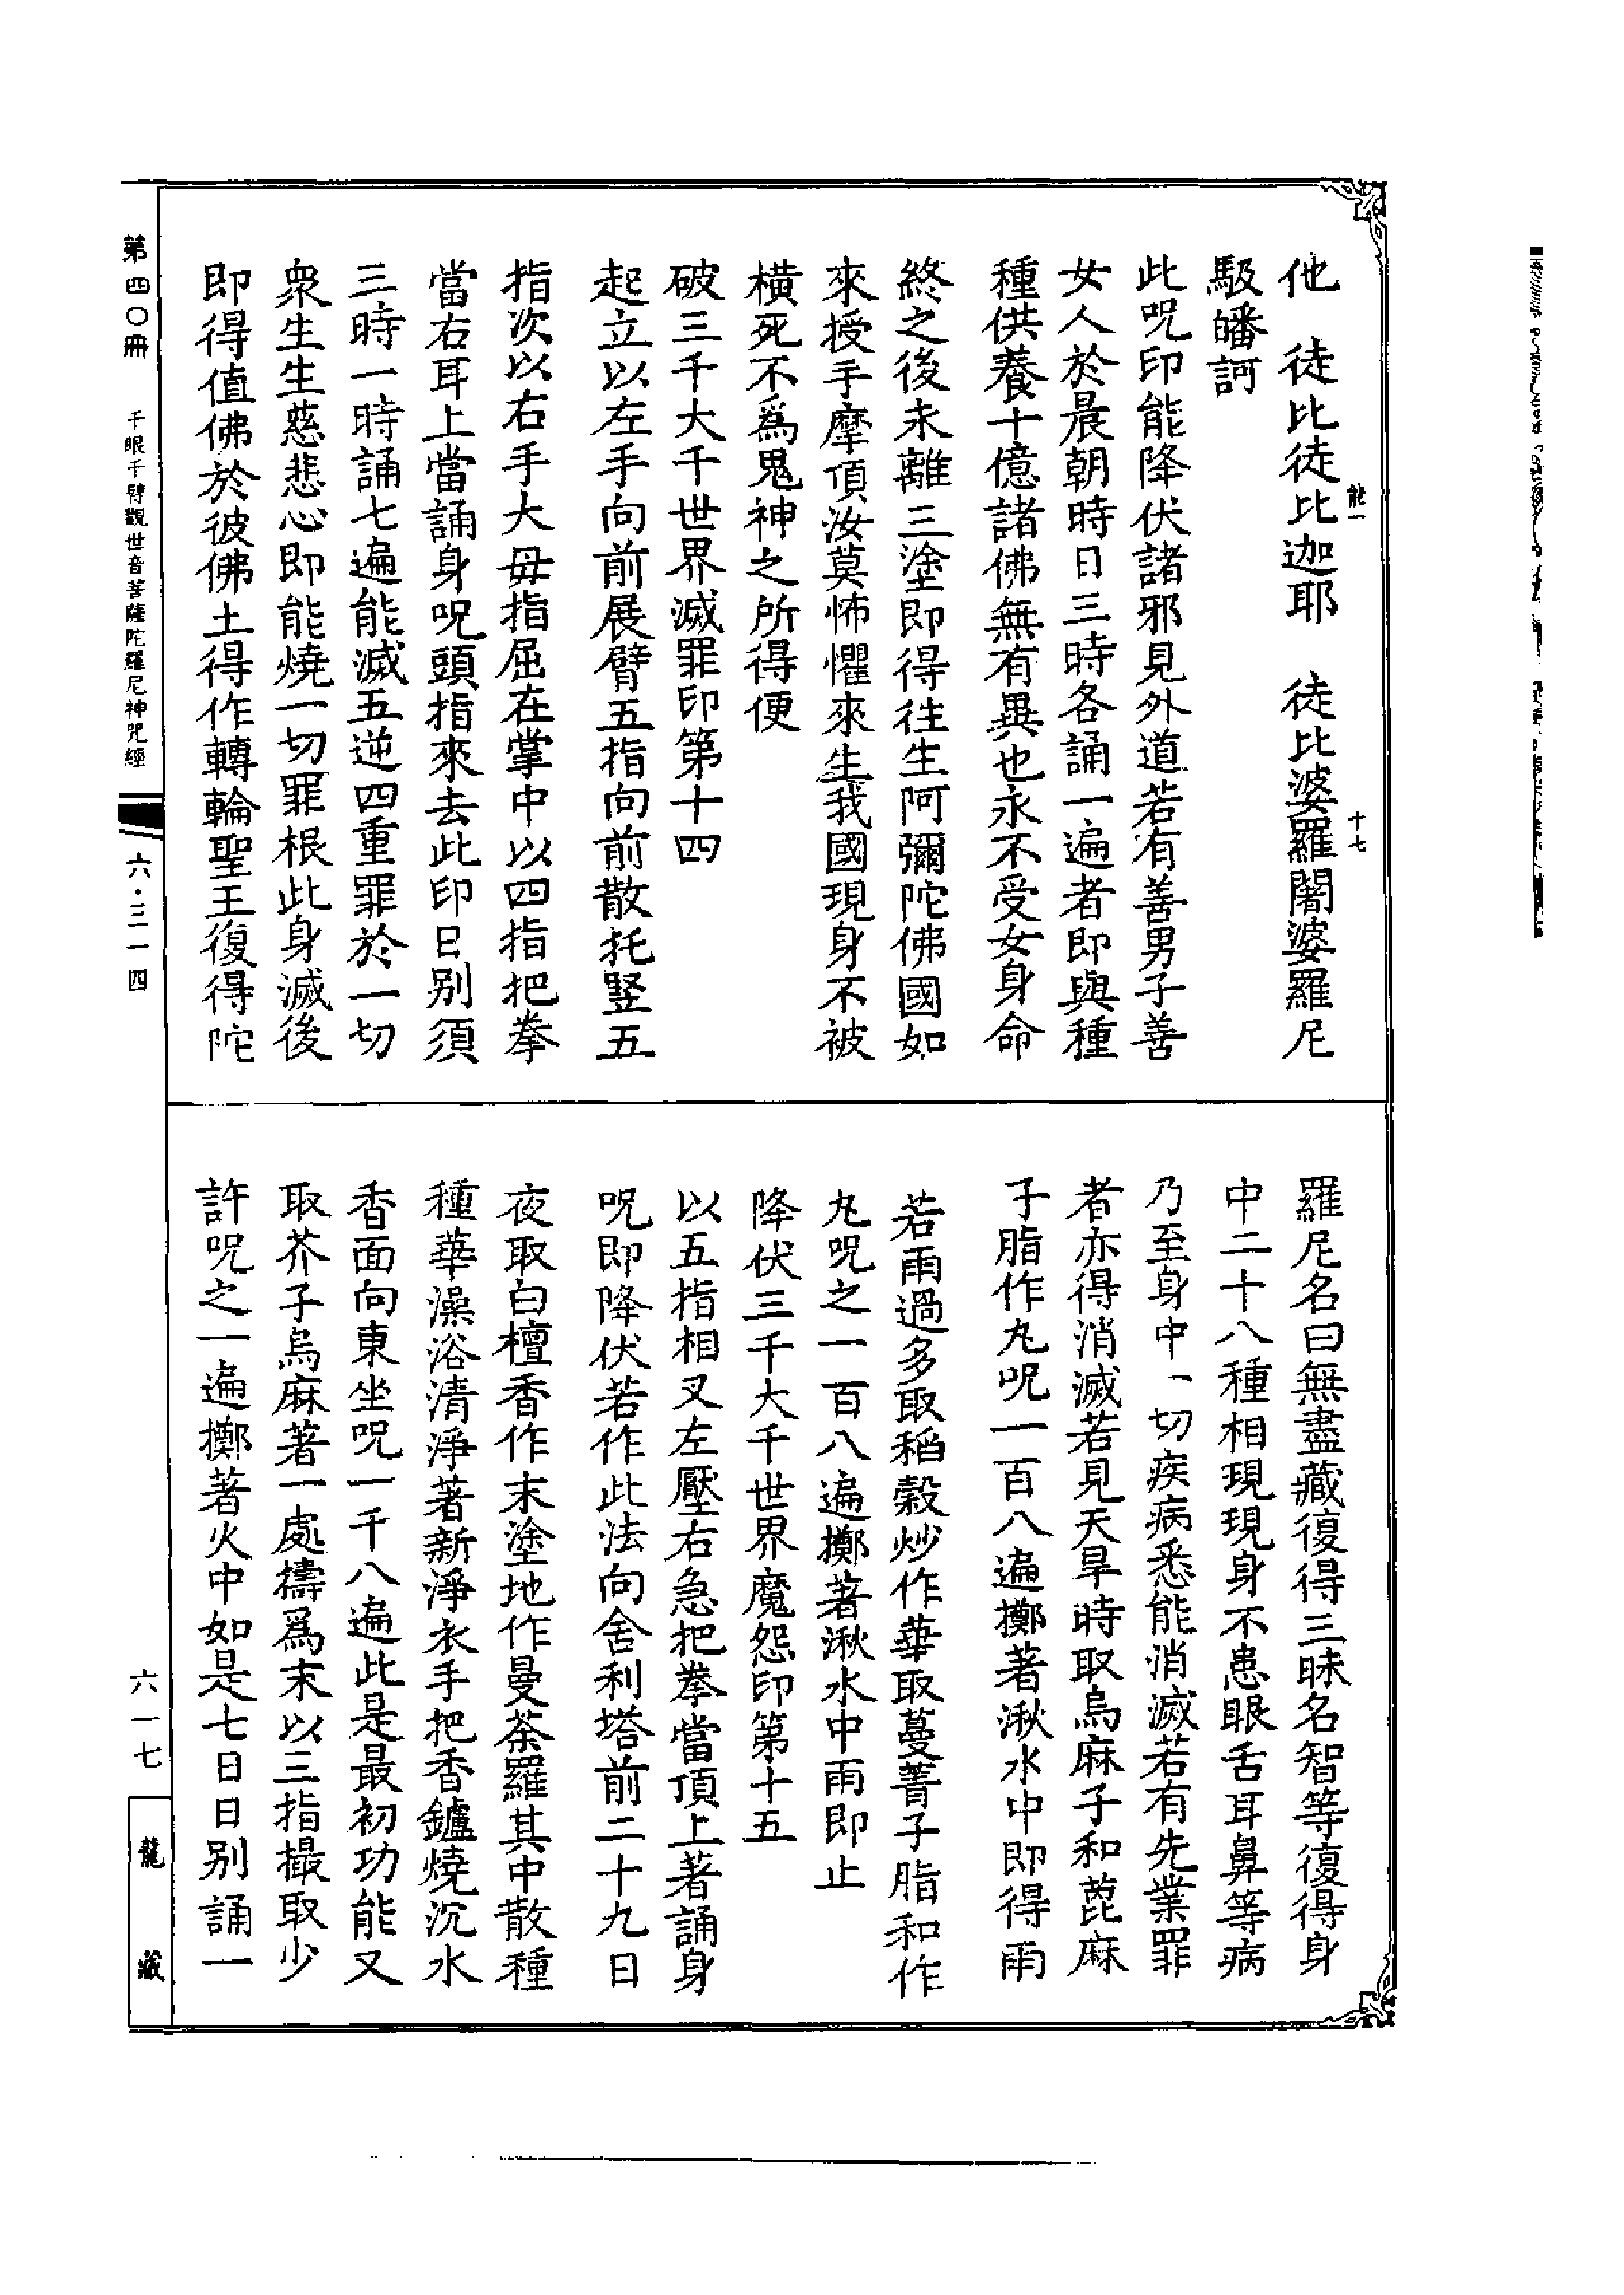 能一
十七
他　徒比徒比迦耶　徒比婆羅闍婆羅尼
馺皤訶
此呪印能降伏諸邪見外道若有善男子善
女人於晨朝時日三時各誦一遍者即與種
種供養十億諸佛無有異也永不受女身命
終之後未離三塗即得往生阿彌陀佛國如
來授手摩頂汝莫怖懼來生我國現身不被
橫死不爲鬼神之所得便
破三千大千世界滅罪印第十四
起立以左手向前展臂五指向前散托豎五
指次以右手大毋指屈在掌中以四指把拳
當右耳上當誦身呪頭指來去此印日別須
三時一時誦七遍能滅五逆四重罪於一切
衆生生慈悲心即能燒一切罪根此身滅後
即得值佛於彼佛土得作轉輪聖王復得陀
羅尼名曰無盡藏復得三昧名智等復得身
中二十八種相現現身不患眼舌耳鼻等病
乃至身中一切疾病悉能消滅若有先業罪
者亦得消滅若見天旱時取烏麻子和蓖麻
子脂作丸呪一百八遍擲著湫水中即得雨
若雨過多取稻穀炒作華取蔓菁子脂和作
丸呪之一百八遍擲著湫水中雨即止
降伏三千大千世界魔怨印第十五
以五指相叉左壓右急把拳當頂上著誦身
呪即降伏若作此法向舍利塔前二十九日
夜取白檀香作末塗地作曼荼羅其中散種
種華澡浴清淨著新淨衣手把香鑪燒沉水
香面向東坐呪一千八遍此是最初功能又
取芥子烏麻著一處擣爲末以三指撮取少
許呪之一遍擲著火中如是七日日別誦一
第四〇冊　千眼千臂觀世音菩薩陀羅尼神咒經
六・三一四
六一七
龍藏